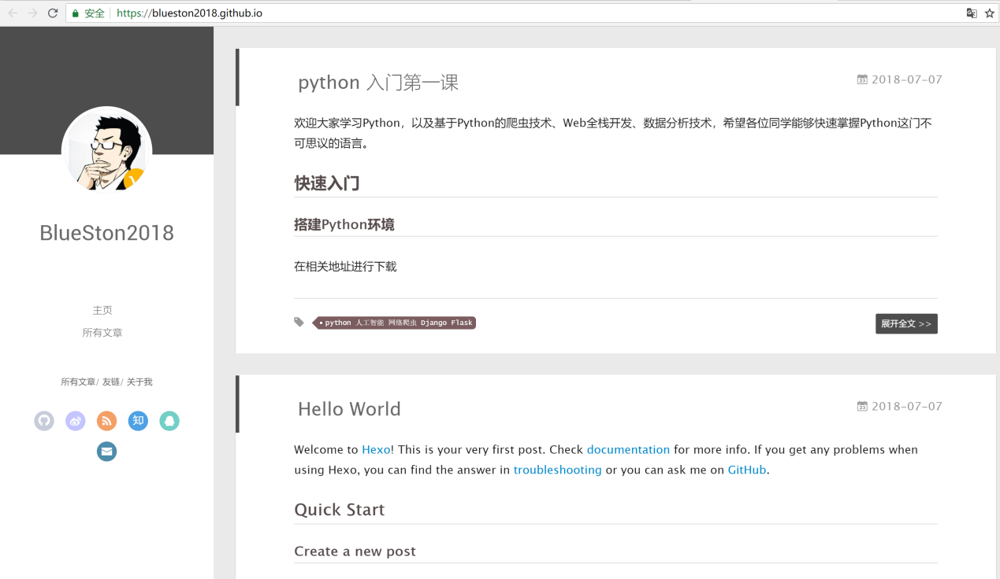 安全 https://blueston2018.github.io
BlueSton2018
主页
所有文章
所有文章/ 友链/ 关于我
知
python 入门第一课
2018-07-07
欢迎大家学习Python，以及基于Python的爬虫技术、Web全栈开发、数据分析技术，希望各位同学能够快速掌握Python这门不
可思议的语言。
快速入门
搭建Python环境
在相关地址进行下载
python 人工智能 网络爬虫 Django Flask
展开全文 >>
Hello World
2018-07-07
Welcome to Hexo! This is your very first post. Check documentation for more info. If you get any problems when
using Hexo, you can find the answer in troubleshooting or you can ask me on GitHub.
Quick Start
Create a new post